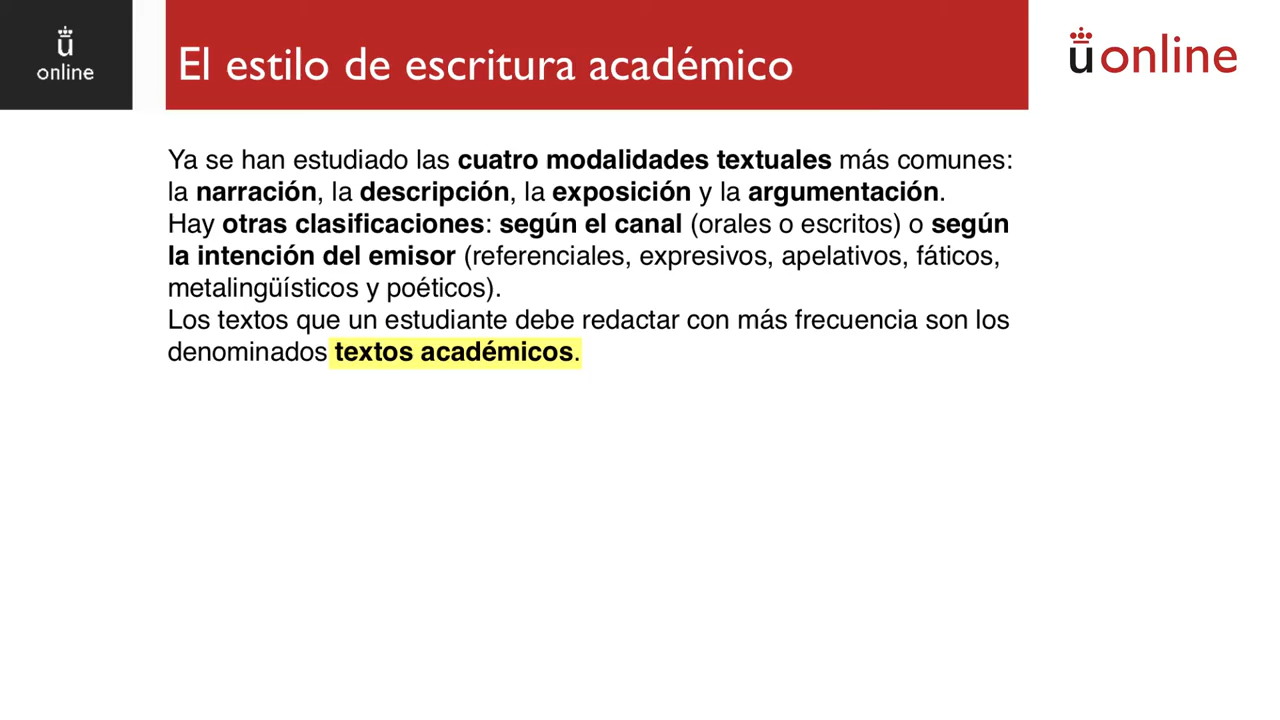 ü
online
El estilo de escritura académico
üonline
Ya se han estudiado las cuatro modalidades textuales más comunes:
la narración, la descripción, la exposición y la argumentación.
Hay otras clasificaciones: según el canal (orales o escritos) o según
la intención del emisor (referenciales, expresivos, apelativos, fáticos,
metalingüísticos y poéticos).
Los textos que un estudiante debe redactar con más frecuencia son los
denominados textos académicos.